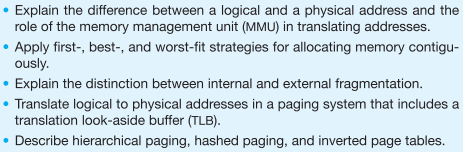 • Explain the difference between a logical and a physical address and the
role of the memory management unit (MMU) in translating addresses.
• Apply first-, best-, and worst-fit strategies for allocating memory contigu-
ously.
• Explain the distinction between internal and external fragmentation.
• Translate logical to physical addresses in a paging system that includes a
translation look-aside buffer (TLB).
• Describe hierarchical paging, hashed paging, and inverted page tables.